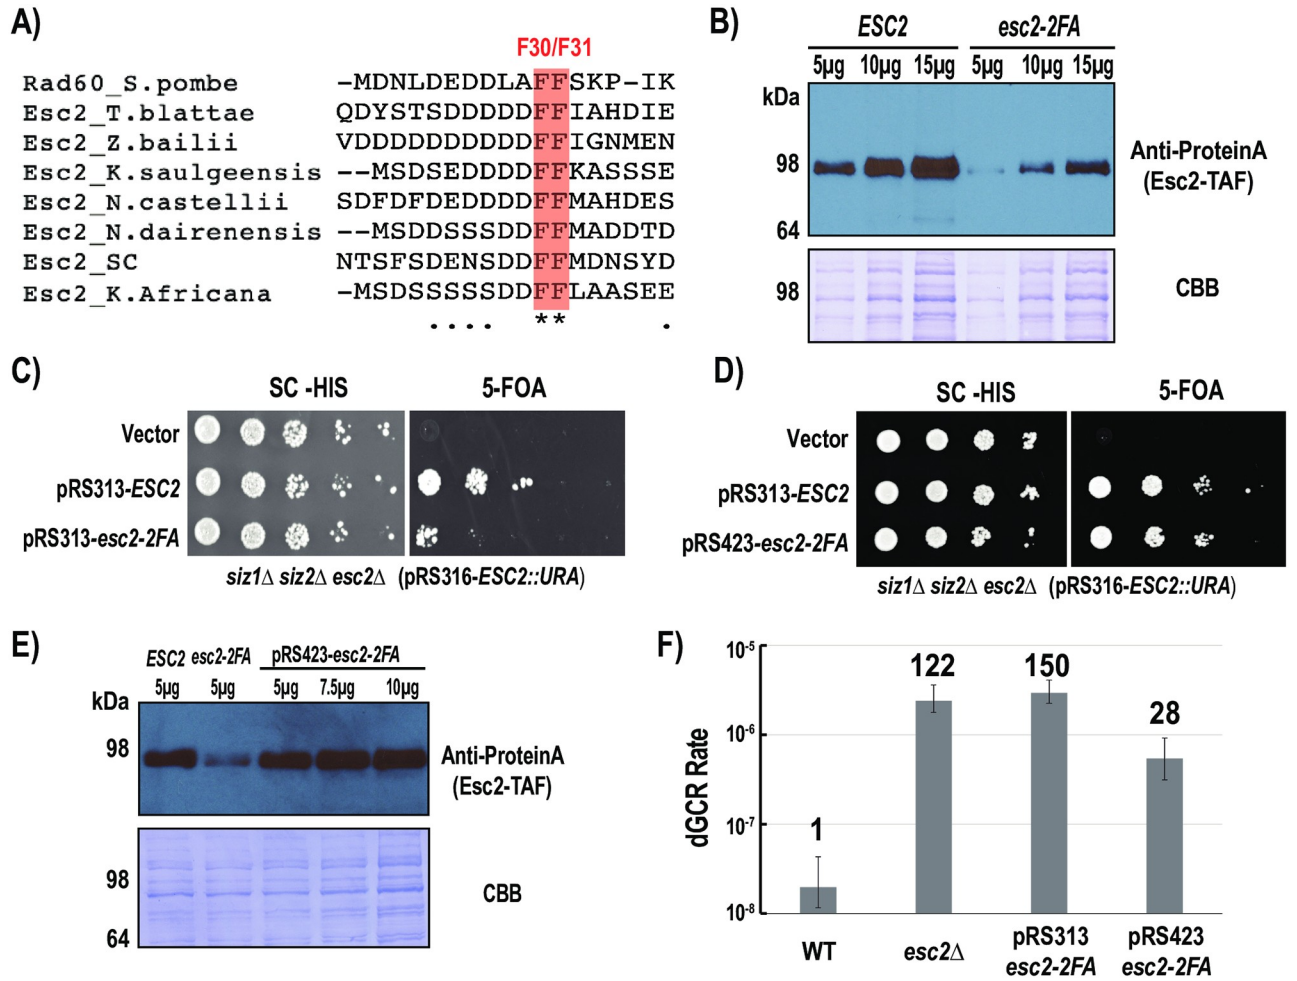 A)
F30/F31
Rad60_S.pombe -MDNLDEDDLAFFSKP-IK
Esc2_T.blattae QDYSTSDDDDDFFIAHDIE
Esc2_Z.bailii VDDDDDDDDDDFFIGNMEN
Esc2_K.saulgeensis --MSDSEDDDDFFKASSSE
Esc2_N.castellii SDFDFDEDDDDFFMAHDES
Esc2_N.dairenensis --MSDDSSSDDFFMADDTD
Esc2_SC NTSFSDENSDDFFMDNSYD
Esc2_K.Africana -MSDSSSSSDDFFLAASEE
.... ** .
B)
ESC2 esc2-2FA
5µg 10µg 15µg 5µg 10µg 15µg
kDa
98
64
Anti-ProteinA
(Esc2-TAF)
98
CBB
C)
SC -HIS 5-FOA
Vector
pRS313-ESC2
pRS313-esc2-2FA
siz1Δ siz2Δ esc2Δ (pRS316-ESC2::URA)
D)
SC -HIS 5-FOA
Vector
pRS313-ESC2
pRS423-esc2-2FA
siz1Δ siz2Δ esc2Δ (pRS316-ESC2::URA)
E)
ESC2 esc2-2FA pRS423-esc2-2FA
5µg 5µg 5µg 7.5µg 10µg
kDa
98
Anti-ProteinA
(Esc2-TAF)
98
64
CBB
F)
dGCR Rate
10-5
10-6
10-7
10-8
1
122
150
28
WT
esc2Δ
pRS313
esc2-2FA
pRS423
esc2-2FA